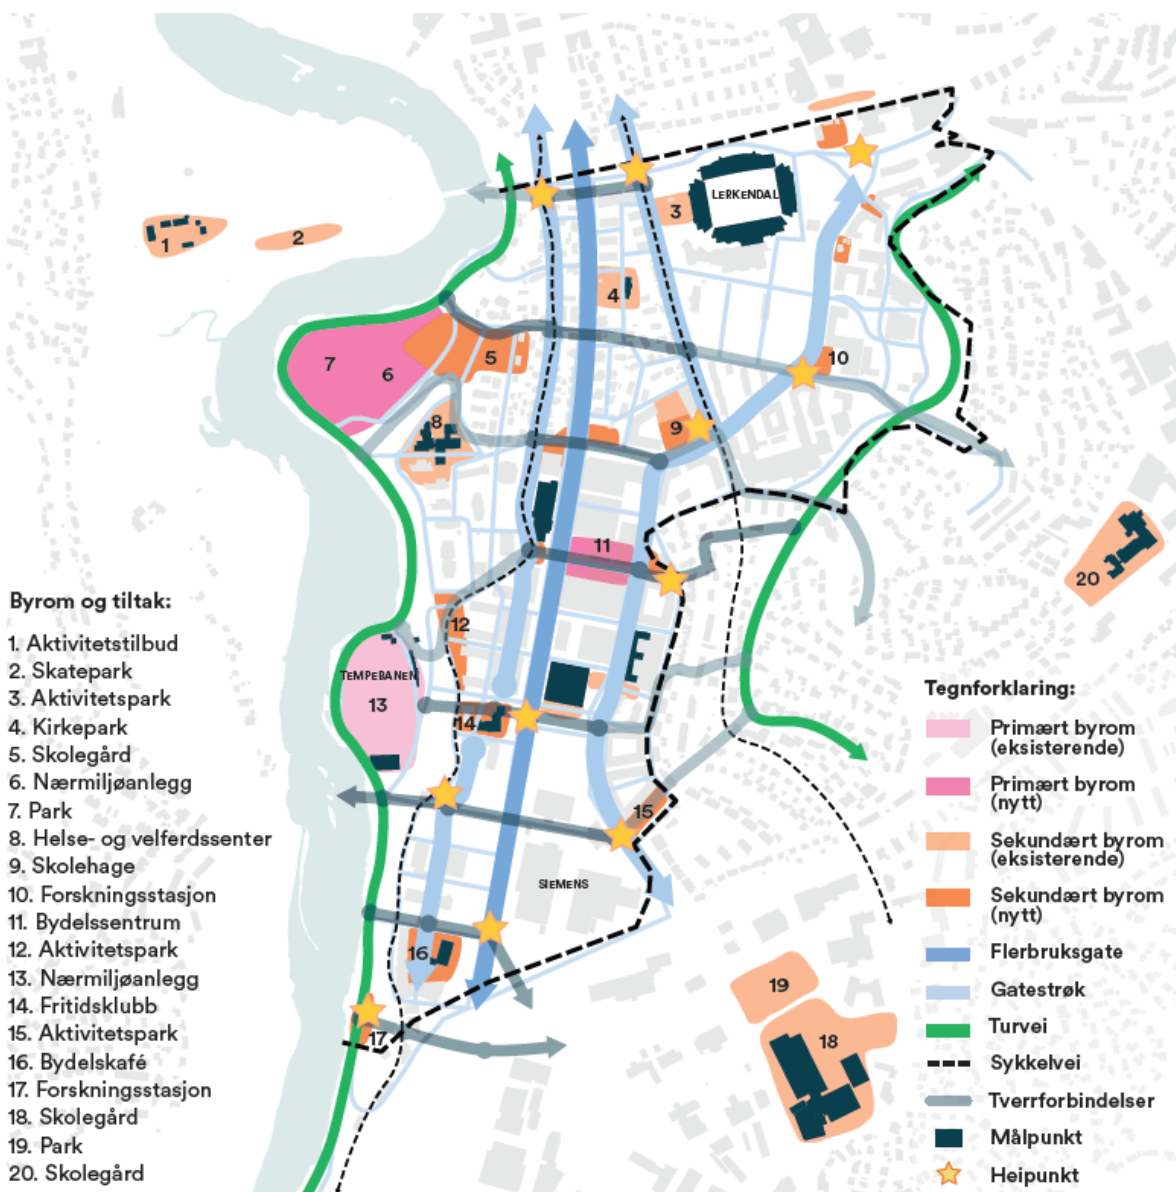 LERKENDAL
1
2
3
4
5
6
7
8
9
10
11
12
TEMPEBANEN
13
14
15
SIEMENS
16
17
18
19
20
Byrom og tiltak:
1. Aktivitetstilbud
2. Skatepark
3. Aktivitetspark
4. Kirkepark
5. Skolegård
6. Nærmiljøanlegg
7. Park
8. Helse- og velferdssenter
9. Skolehage
10. Forskningsstasjon
11. Bydelssentrum
12. Aktivitetspark
13. Nærmiljøanlegg
14. Fritidsklubb
15. Aktivitetspark
16. Bydelskafé
17. Forskningsstasjon
18. Skolegård
19. Park
20. Skolegård
Tegnforklaring:
Primært byrom
(eksisterende)
Primært byrom
(nytt)
Sekundært byrom
(eksisterende)
Sekundært byrom
(nytt)
Flerbruksgate
Gatestrøk
Turvei
Sykkelvei
Tverrforbindelser
Målpunkt
Heipunkt